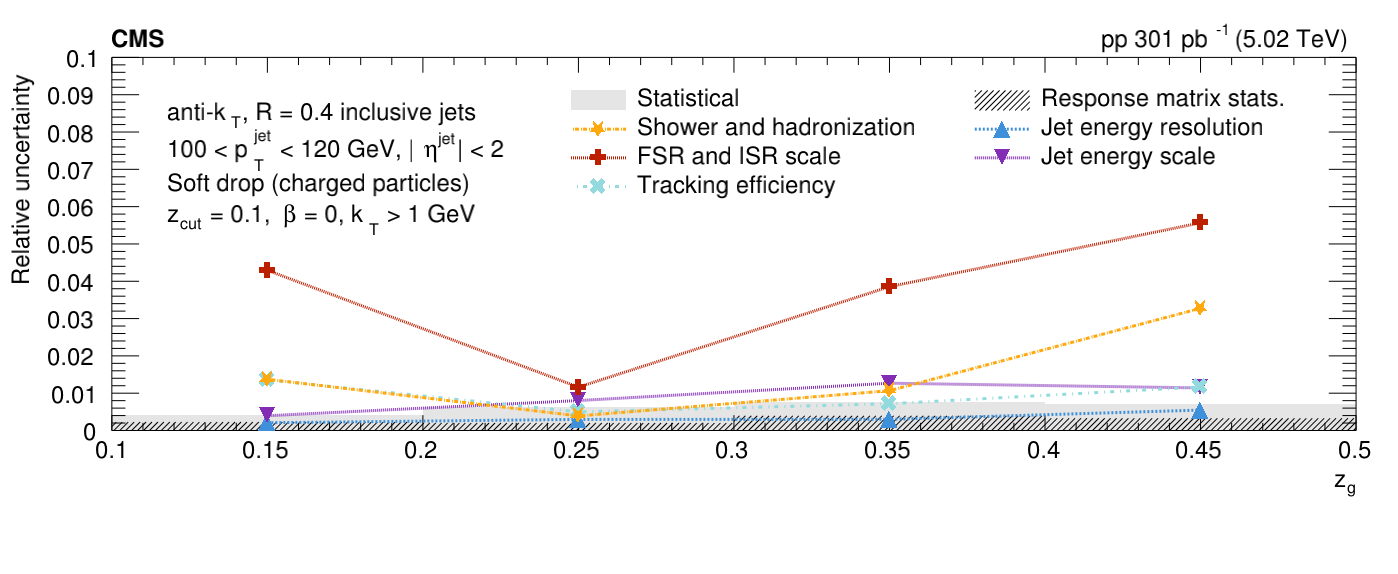 CMS
pp 301 pb -1 (5.02 TeV)
Relative uncertainty
0.1
0.09
0.08
0.07
0.06
0.05
0.04
0.03
0.02
0.01
0
anti-k T, R = 0.4 inclusive jets
100 < p T jet < 120 GeV, | η jet | < 2
Soft drop (charged particles)
z cut = 0.1, β = 0, k T > 1 GeV
Statistical
Shower and hadronization
FSR and ISR scale
Tracking efficiency
Response matrix stats.
Jet energy resolution
Jet energy scale
0.1 0.15 0.2 0.25 0.3 0.35 0.4 0.45 0.5
z g